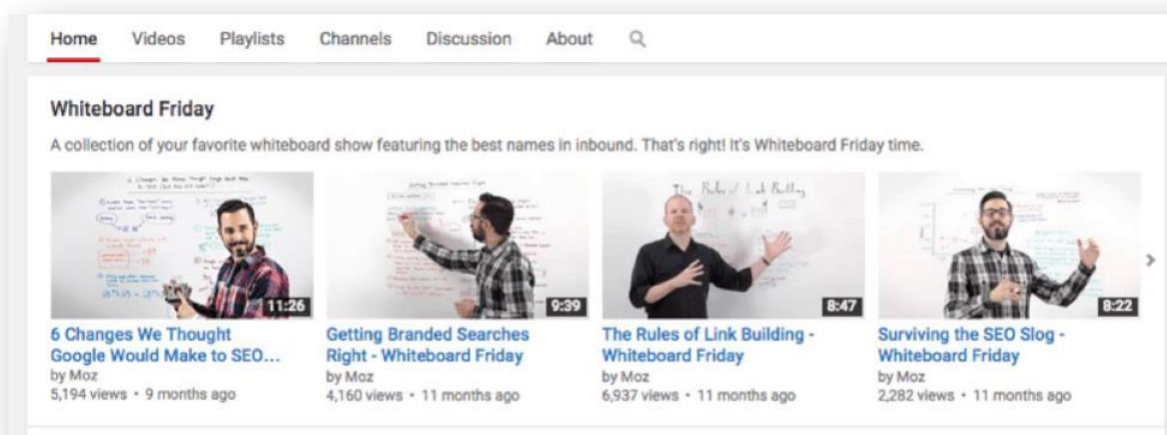 Home Videos Playlists Channels Discussion About
Whiteboard Friday
A collection of your favorite whiteboard show featuring the best names in inbound. That's right! It's Whiteboard Friday time.
The Rules of Link Building
11:26
9:39
8:47
8:22
6 Changes We Thought
Google Would Make to SEO...
by Moz
5,194 views • 9 months ago
Getting Branded Searches
Right - Whiteboard Friday
by Moz
4,160 views • 11 months ago
The Rules of Link Building -
Whiteboard Friday
by Moz
6,937 views • 11 months ago
Surviving the SEO Slog -
Whiteboard Friday
by Moz
2,282 views • 11 months ago